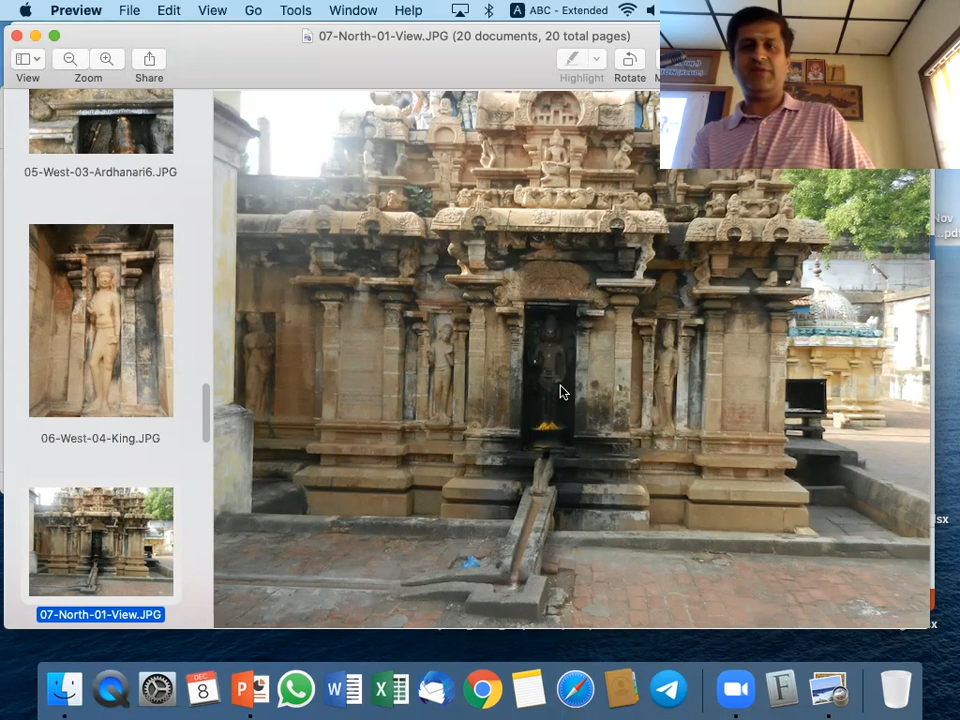 Preview File Edit View Go Tools Window Help
A ABC - Extended
07-North-01-View.JPG (20 documents, 20 total pages)
View Zoom Share Highlight Rotate
05-West-03-Ardhanari6.JPG
06-West-04-King.JPG
07-North-01-View.JPG
Nov
...pdf
DEC
8